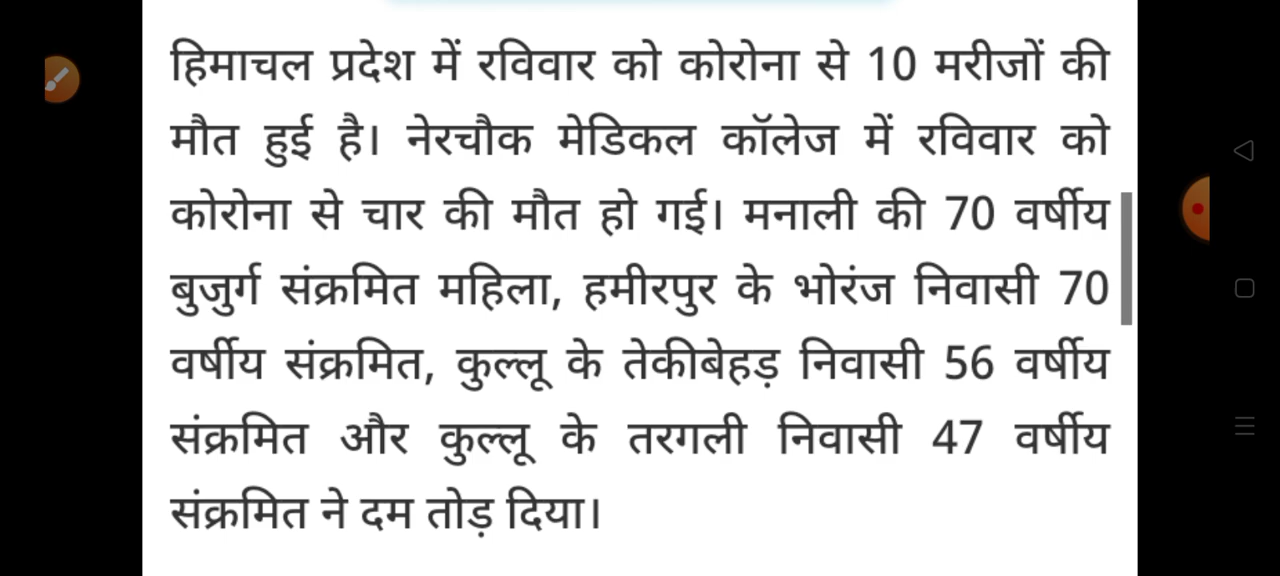 हिमाचल प्रदेश में रविवार को कोरोना से 10 मरीजों की
मौत हुई है। नेरचौक मेडिकल कॉलेज में रविवार को
कोरोना से चार की मौत हो गई। मनाली की 70 वर्षीय
बुजुर्ग संक्रमित महिला, हमीरपुर के भोरंज निवासी 70
वर्षीय संक्रमित, कुल्लू के तेकीबेहड़ निवासी 56 वर्षीय
संक्रमित और कुल्लू के तरगली निवासी 47 वर्षीय
संक्रमित ने दम तोड़ दिया।